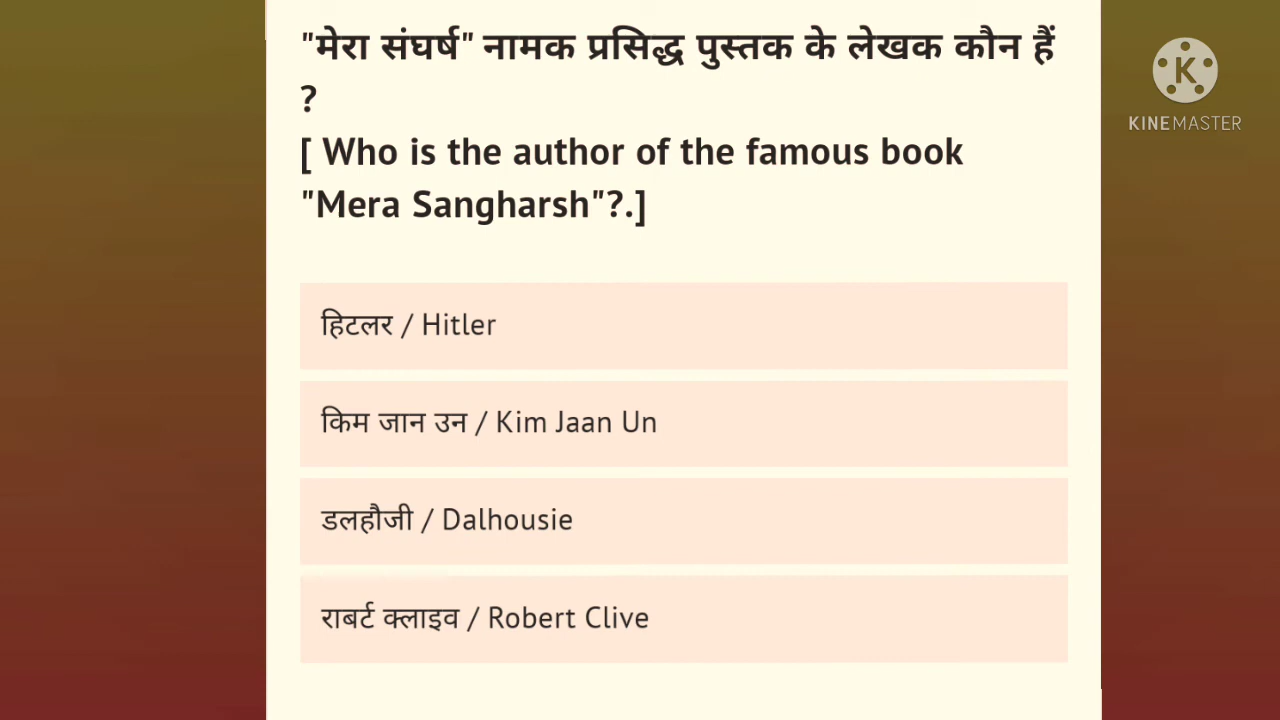 "मेरा संघर्ष" नामक प्रसिद्ध पुस्तक के लेखक कौन हैं
?
[ Who is the author of the famous book
"Mera Sangharsh"?.]
K
KINEMASTER
हिटलर / Hitler
किम जान उन / Kim Jaan Un
डलहौजी / Dalhousie
राबर्ट क्लाइव / Robert Clive